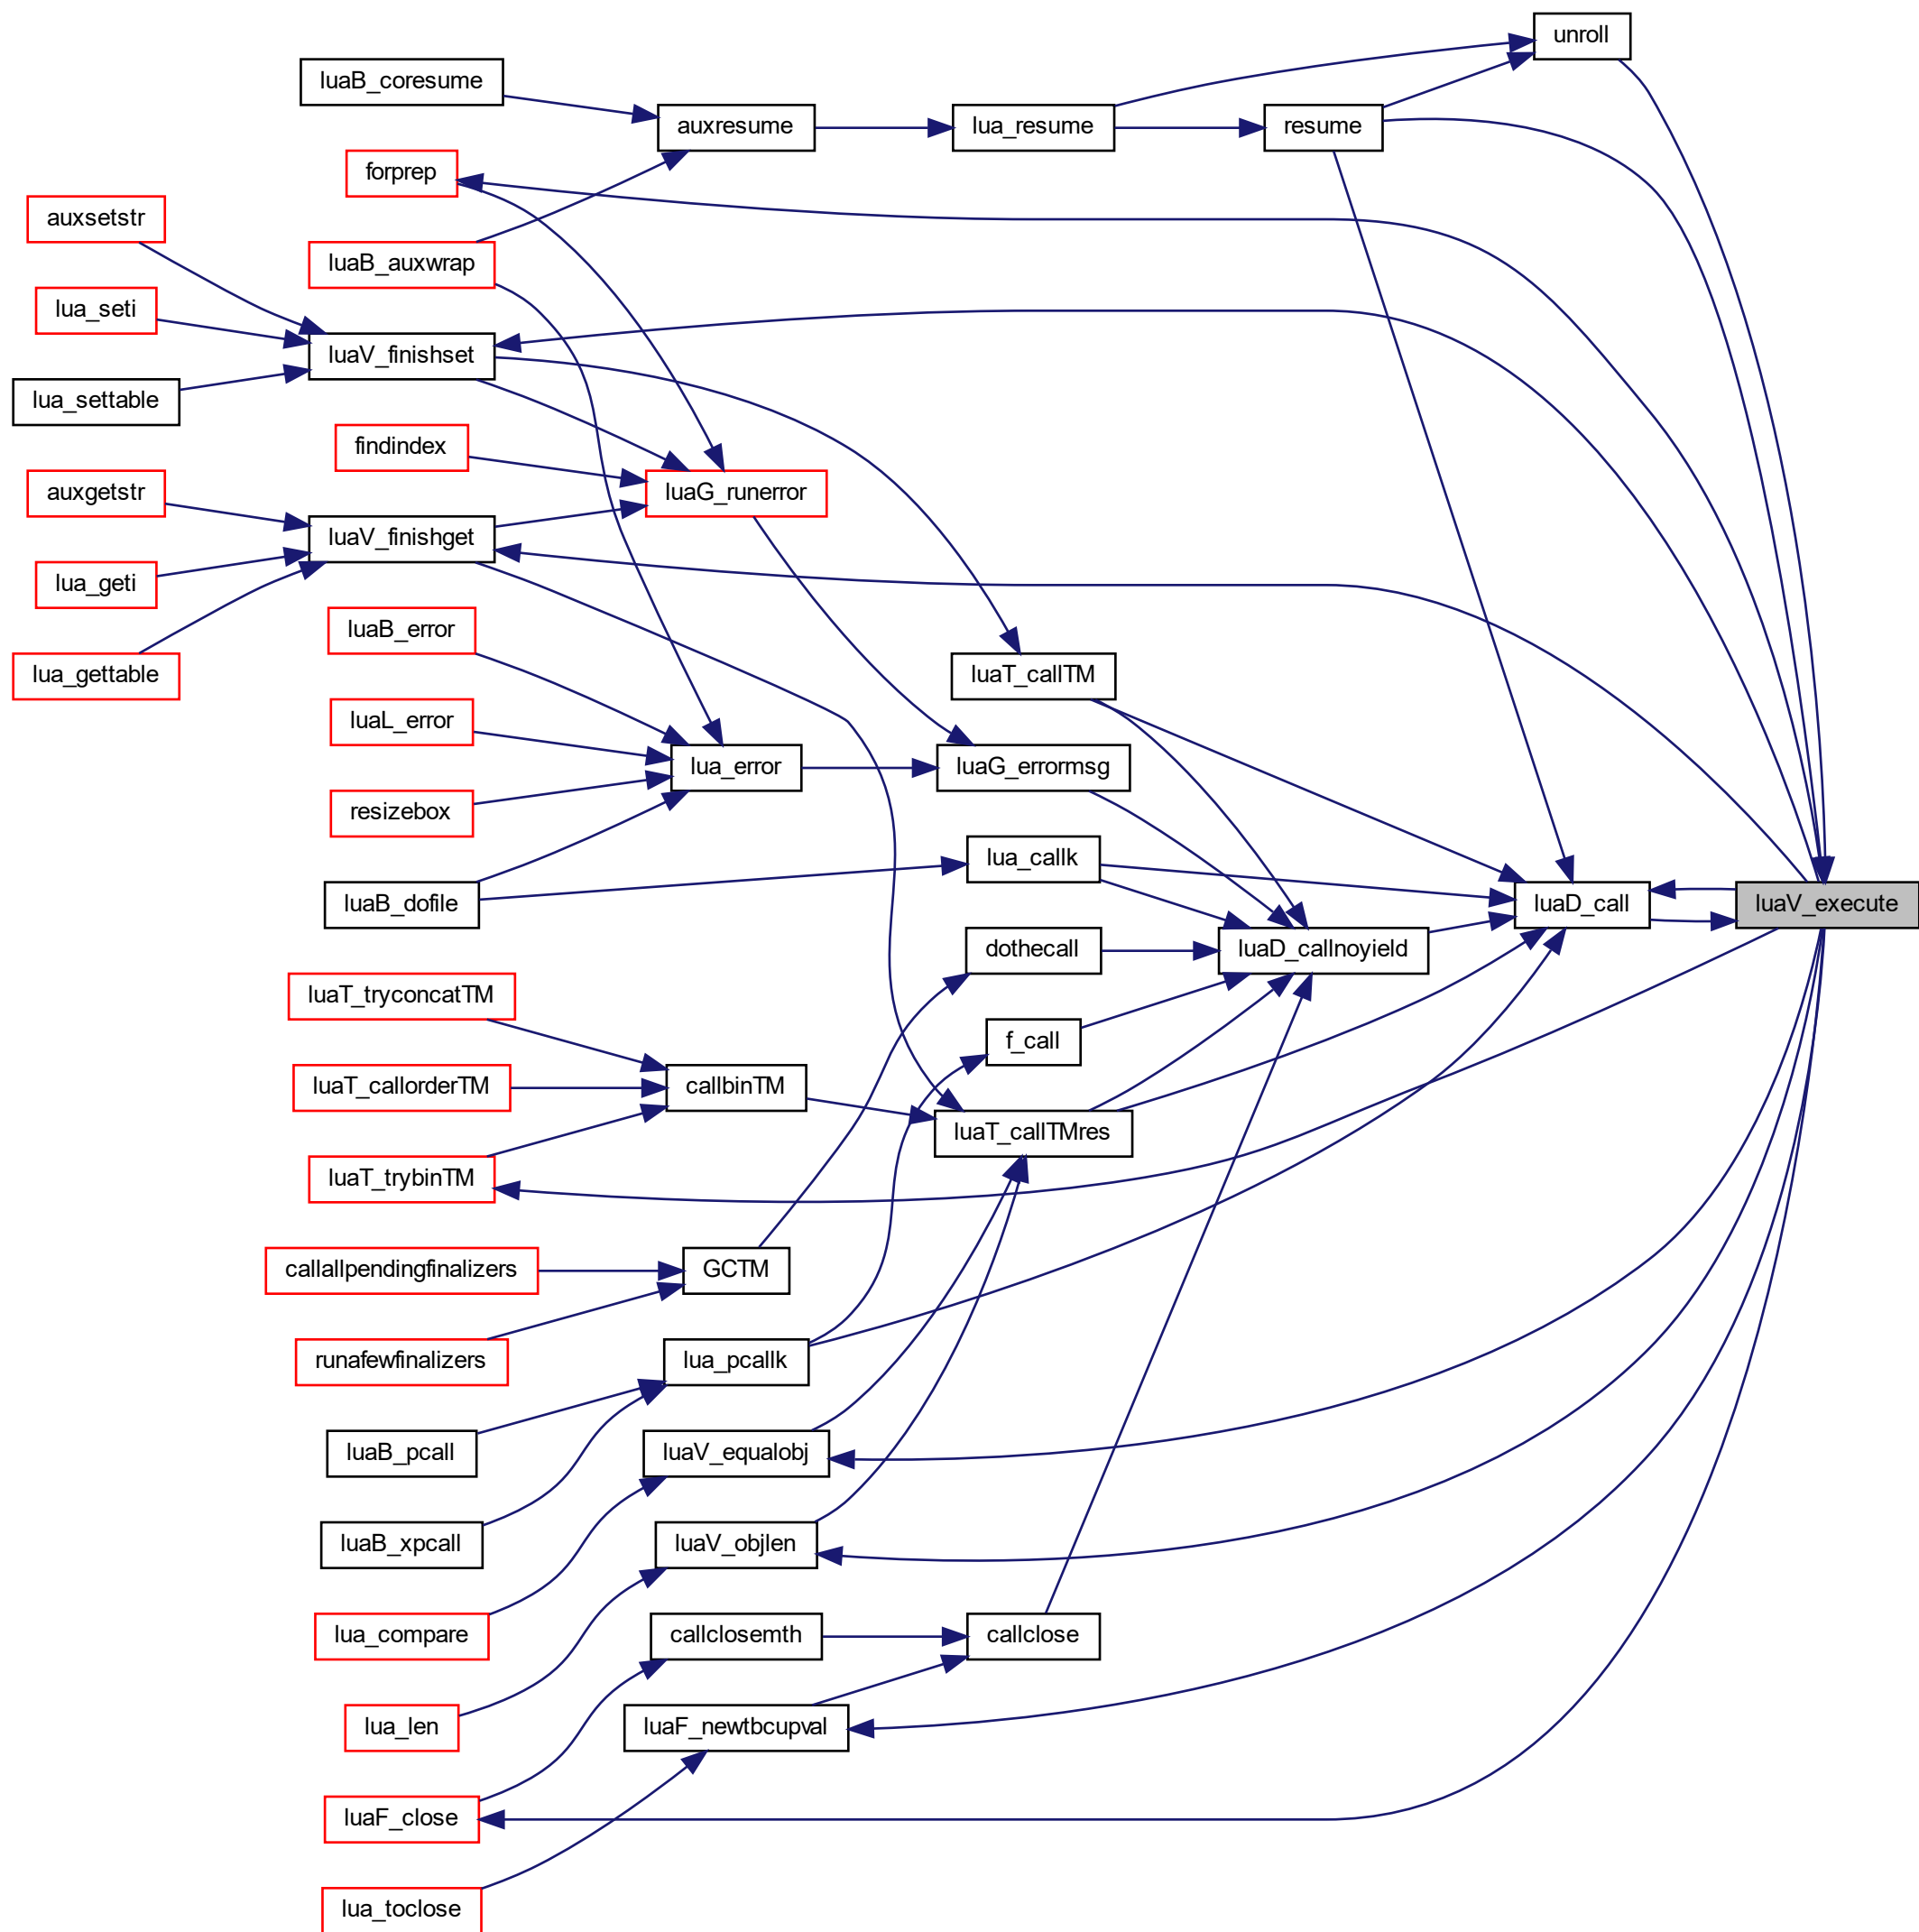 unroll
luaB_coresume
auxresume
lua_resume
resume
forprep
auxsetstr
luaB_auxwrap
lua_seti
luaV_finishset
lua_settable
findindex
auxgetstr
luaG_runerror
luaV_finishget
lua_geti
luaB_error
lua_gettable
luaT_callTM
luaL_error
lua_error
luaG_errormsg
resizebox
lua_callk
luaB_dofile
luaD_call
luaV_execute
dothecall
luaD_callnoyield
luaT_tryconcatTM
f_call
luaT_callorderTM
callbinTM
luaT_callTMres
luaT_trybinTM
callallpendingfinalizers
GCTM
runafewfinalizers
lua_pcallk
luaB_pcall
luaV_equalobj
luaB_xpcall
luaV_objlen
lua_compare
callclosemth
callclose
lua_len
luaF_newtbcupval
luaF_close
lua_toclose